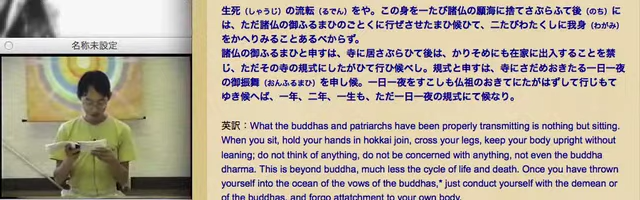 生死（しゃうじ）の流転（るでん）をや。この身を一たび諸仏の願海に捨てさぶらふて後（のち）に
は、ただ諸仏の御ふるまひのごとくに行ぜさせたまひ候ひて、二たびわたくしに我身（わがみ）
をかへりみることあるべからず。
諸仏の御ふるまひと申すは、寺に居さぶらひて後は、かりそめにも在家に出入することを禁
じ、ただその寺の規式にしたがひて行ひ候べし。規式と申すは、寺にさだめおきたる一日一夜
の御振舞（おんふるまひ）を申し候。一日一夜をすこしも仏祖のおきてにたがはずして行じもて
ゆき候へば、一年、二年、一生も、ただ一日一夜の規式にて候なり。
名称未設定
英訳：What the buddhas and patriarchs have been properly transmitting is nothing but sitting.
When you sit, hold your hands in hokkai join, cross your legs, keep your body upright without
leaning; do not think of anything, do not be concerned with anything, not even the buddha
dharma. This is beyond buddha, much less the cycle of life and death. Once you have thrown
yourself into the ocean of the vows of the buddhas,* just conduct yourself with the demean or
of the buddhas, and forgo attatchment to your own body.